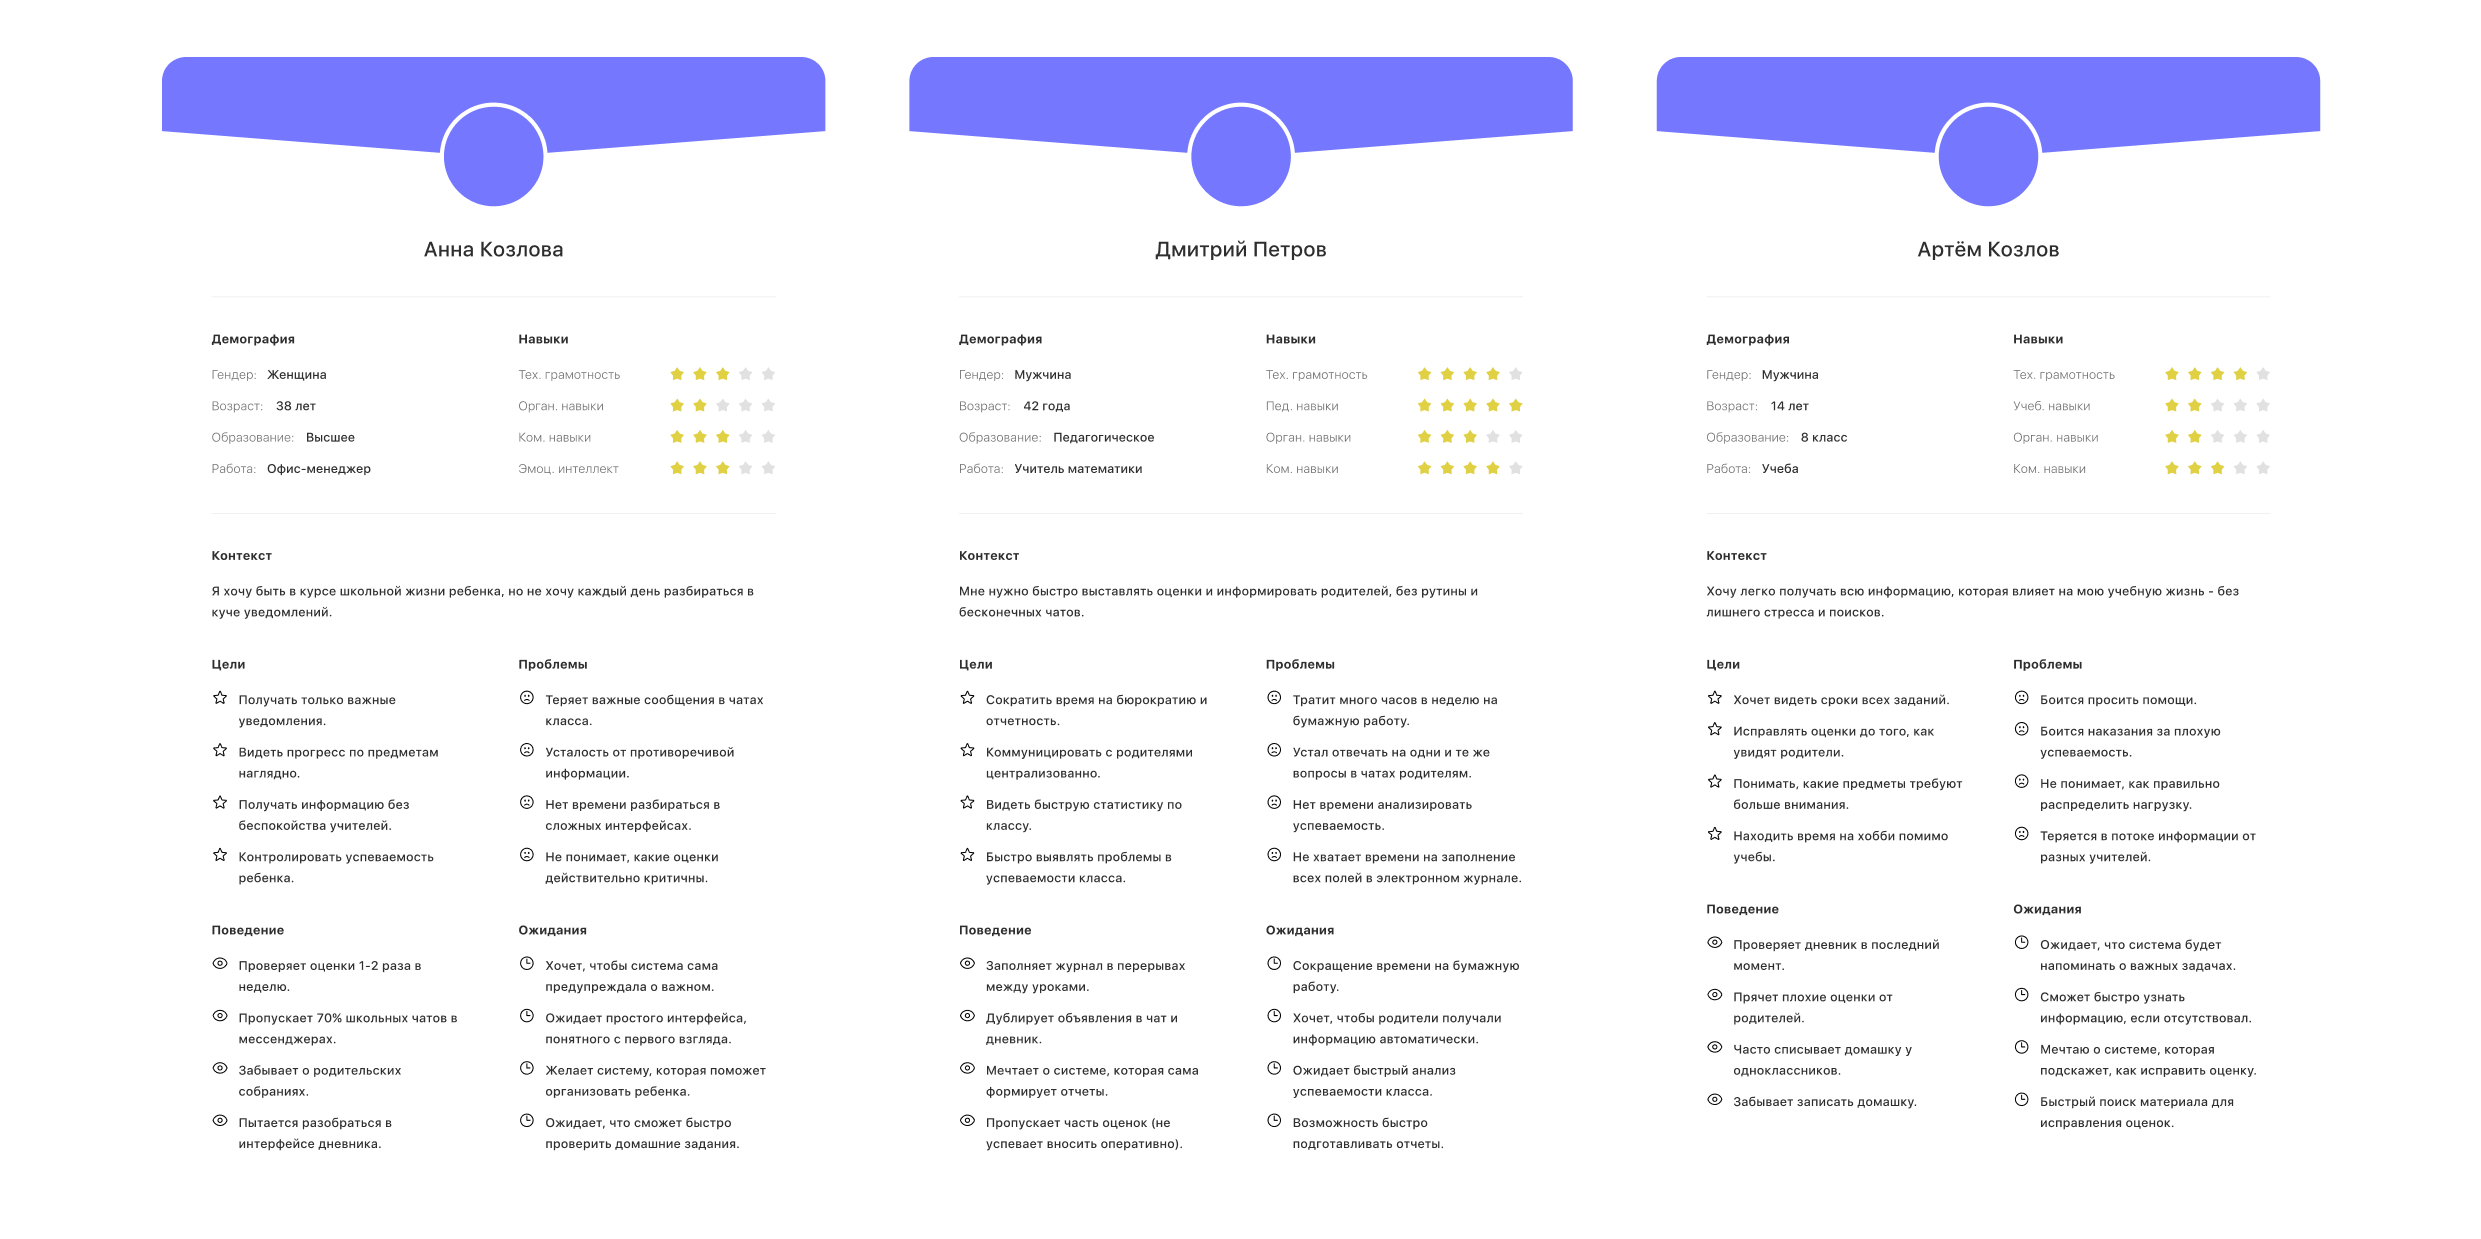 Анна Козлова
Демография
Гендер: Женщина
Возраст: 38 лет
Образование: Высшее
Работа: Офис-менеджер
Навыки
Тех. грамотность
Орган. навыки
Ком. навыки
Эмоц. интеллект
Контекст
Я хочу быть в курсе школьной жизни ребенка, но не хочу каждый день разбираться в
куче уведомлений.
Цели
Получать только важные
уведомления.
Видеть прогресс по предметам
наглядно.
Получать информацию без
беспокойства учителей.
Контролировать успеваемость
ребенка.
Проблемы
Теряет важные сообщения в чатах
класса.
Усталость от противоречивой
информации.
Нет времени разбираться в
сложных интерфейсах.
Не понимает, какие оценки
действительно критичны.
Поведение
Проверяет оценки 1-2 раза в
неделю.
Пропускает 70% школьных чатов в
мессенджерах.
Забывает о родительских
собраниях.
Пытается разобраться в
интерфейсе дневника.
Ожидания
Хочет, чтобы система сама
предупреждала о важном.
Ожидает простого интерфейса,
понятного с первого взгляда.
Желает систему, которая поможет
организовать ребенка.
Ожидает, что сможет быстро
проверить домашние задания.
Дмитрий Петров
Демография
Гендер: Мужчина
Возраст: 42 года
Образование: Педагогическое
Работа: Учитель математики
Навыки
Тех. грамотность
Пед. навыки
Орган. навыки
Ком. навыки
Контекст
Мне нужно быстро выставлять оценки и информировать родителей, без рутины и
бесконечных чатов.
Цели
Сократить время на бюрократию и
отчетность.
Коммуницировать с родителями
централизованно.
Видеть быструю статистику по
классу.
Быстро выявлять проблемы в
успеваемости класса.
Проблемы
Тратит много часов в неделю на
бумажную работу.
Устал отвечать на одни и те же
вопросы в чатах родителям.
Нет времени анализировать
успеваемость.
Не хватает времени на заполнение
всех полей в электронном журнале.
Поведение
Заполняет журнал в перерывах
между уроками.
Дублирует объявления в чат и
дневник.
Мечтает о системе, которая сама
формирует отчеты.
Пропускает часть оценок (не
успевает вносить оперативно).
Ожидания
Сокращение времени на бумажную
работу.
Хочет, чтобы родители получали
информацию автоматически.
Ожидает быстрый анализ
успеваемости класса.
Возможность быстро
подготавливать отчеты.
Артём Козлов
Демография
Гендер: Мужчина
Возраст: 14 лет
Образование: 8 класс
Работа: Учеба
Навыки
Тех. грамотность
Учеб. навыки
Орган. навыки
Ком. навыки
Контекст
Хочу легко получать всю информацию, которая влияет на мою учебную жизнь - без
лишнего стресса и поисков.
Цели
Хочет видеть сроки всех заданий.
Исправлять оценки до того, как
увидят родители.
Понимать, какие предметы требуют
больше внимания.
Находить время на хобби помимо
учебы.
Проблемы
Боится просить помощи.
Боится наказания за плохую
успеваемость.
Не понимает, как правильно
распределить нагрузку.
Теряется в потоке информации от
разных учителей.
Поведение
Проверяет дневник в последний
момент.
Прячет плохие оценки от
родителей.
Часто списывает домашку у
одноклассников.
Забывает записать домашку.
Ожидания
Ожидает, что система будет
напоминать о важных задачах.
Сможет быстро узнать
информацию, если отсутствовал.
Мечтаю о системе, которая
подскажет, как исправить оценку.
Быстрый поиск материала для
исправления оценок.